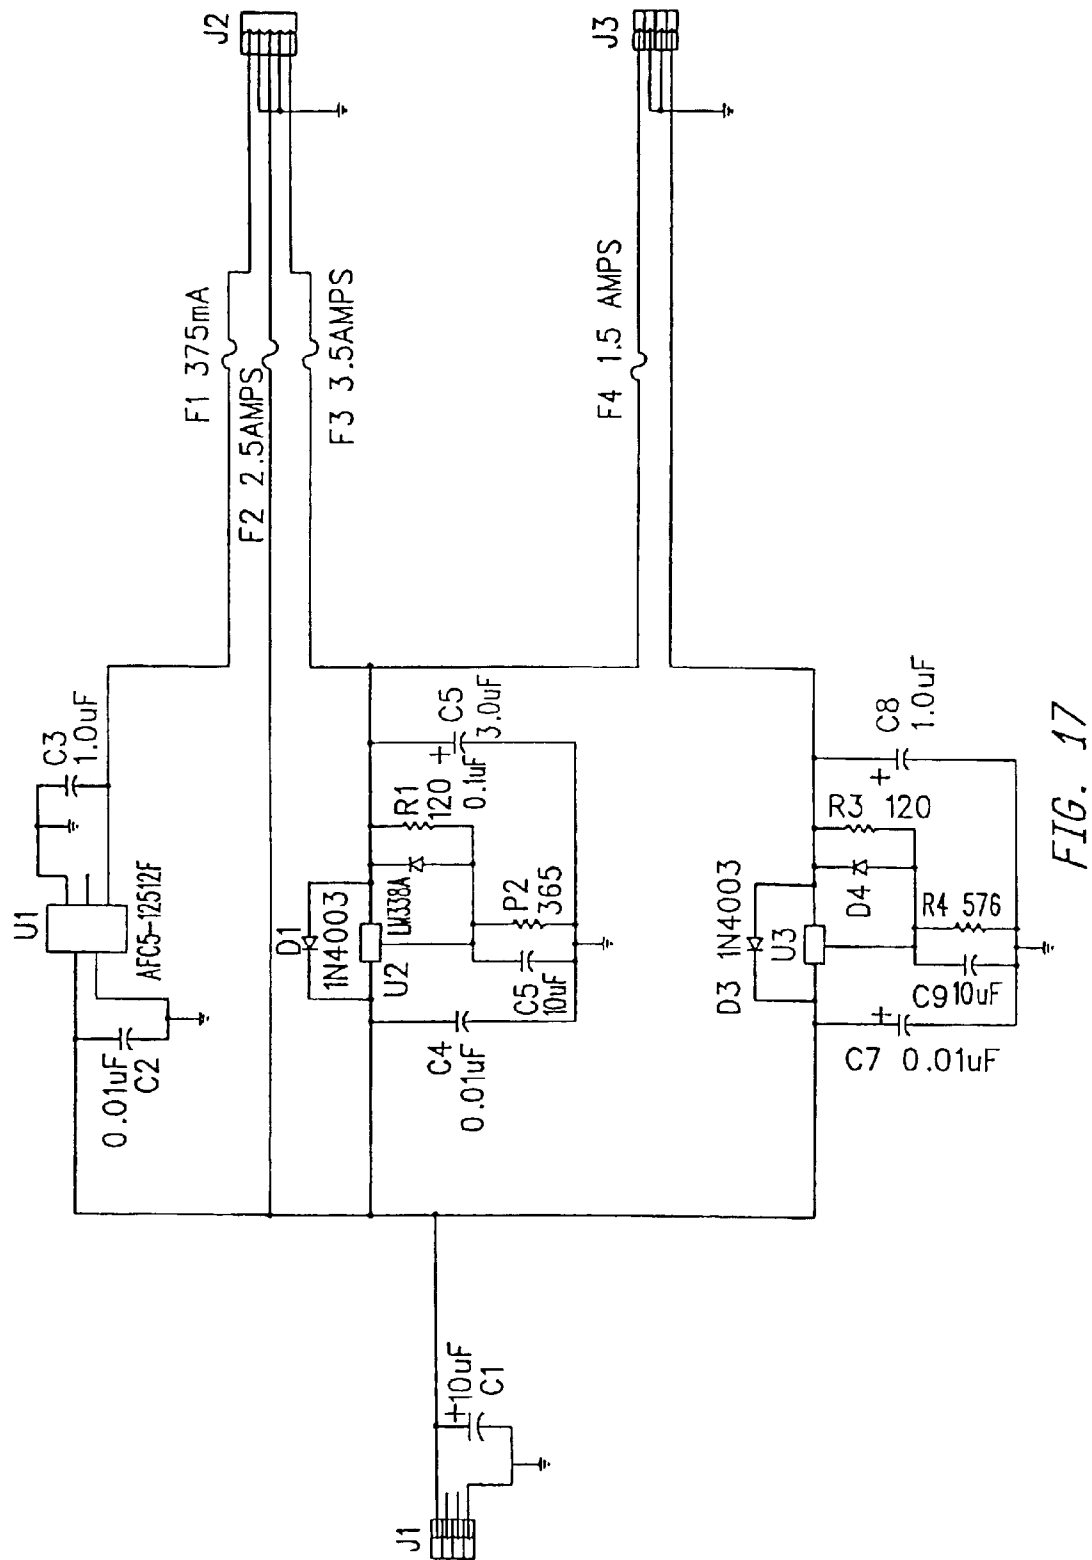 J1
+10uF
C1
U1
AFC5-12512F
0.01uF
C2
C3
1.0uF
F1 375mA
F2 2.5AMPS
F3 3.5AMPS
J2
D1
1N4003
U2
LM338A
C4
0.01uF
C5
10uF
P2
365
R1
120
0.1uF
+
C5
3.0uF
F4 1.5 AMPS
J3
D3 1N4003
U3
D4
R3 120
R4 576
C9 10uF
+
C7 0.01uF
+
C8
1.0uF
FIG. 17